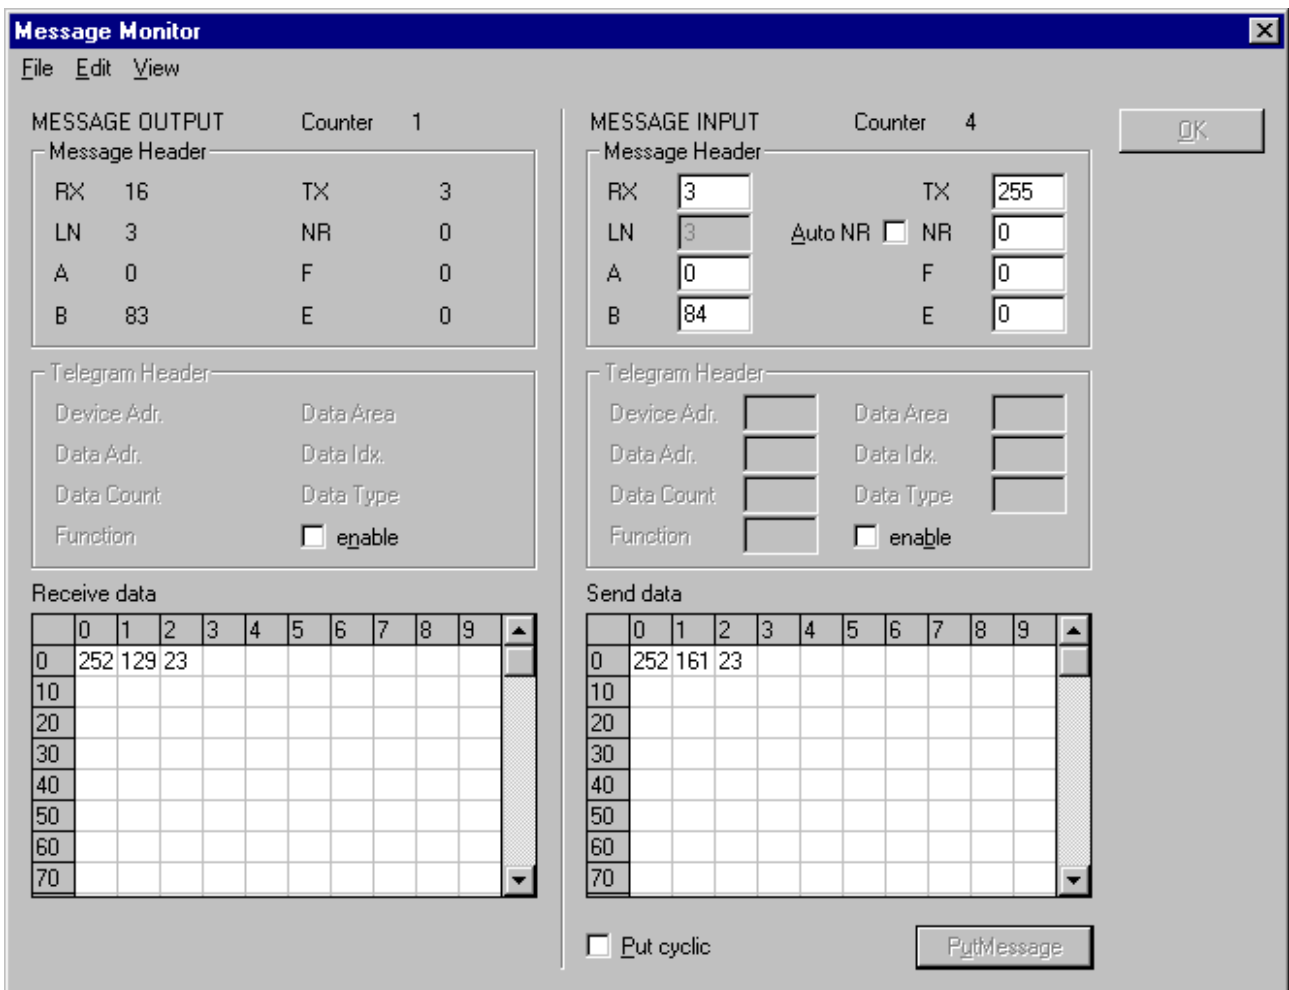 Message Monitor
File Edit View
MESSAGE OUTPUT Counter 1
Message Header
RX 16 TX 3
LN 3 NR 0
A 0 F 0
B 83 E 0
Telegram Header
Device Adr. Data Area
Data Adr. Data Idx.
Data Count Data Type
Function enable
Receive data
0 1 2 3 4 5 6 7 8 9
0 252 129 23
10
20
30
40
50
60
70
MESSAGE INPUT Counter 4
Message Header
RX 3 TX 255
LN 3 Auto NR NR 0
A 0 F 0
B 84 E 0
Telegram Header
Device Adr. Data Area
Data Adr. Data Idx.
Data Count Data Type
Function enable
Send data
0 1 2 3 4 5 6 7 8 9
0 252 161 23
10
20
30
40
50
60
70
Put cyclic PutMessage
OK